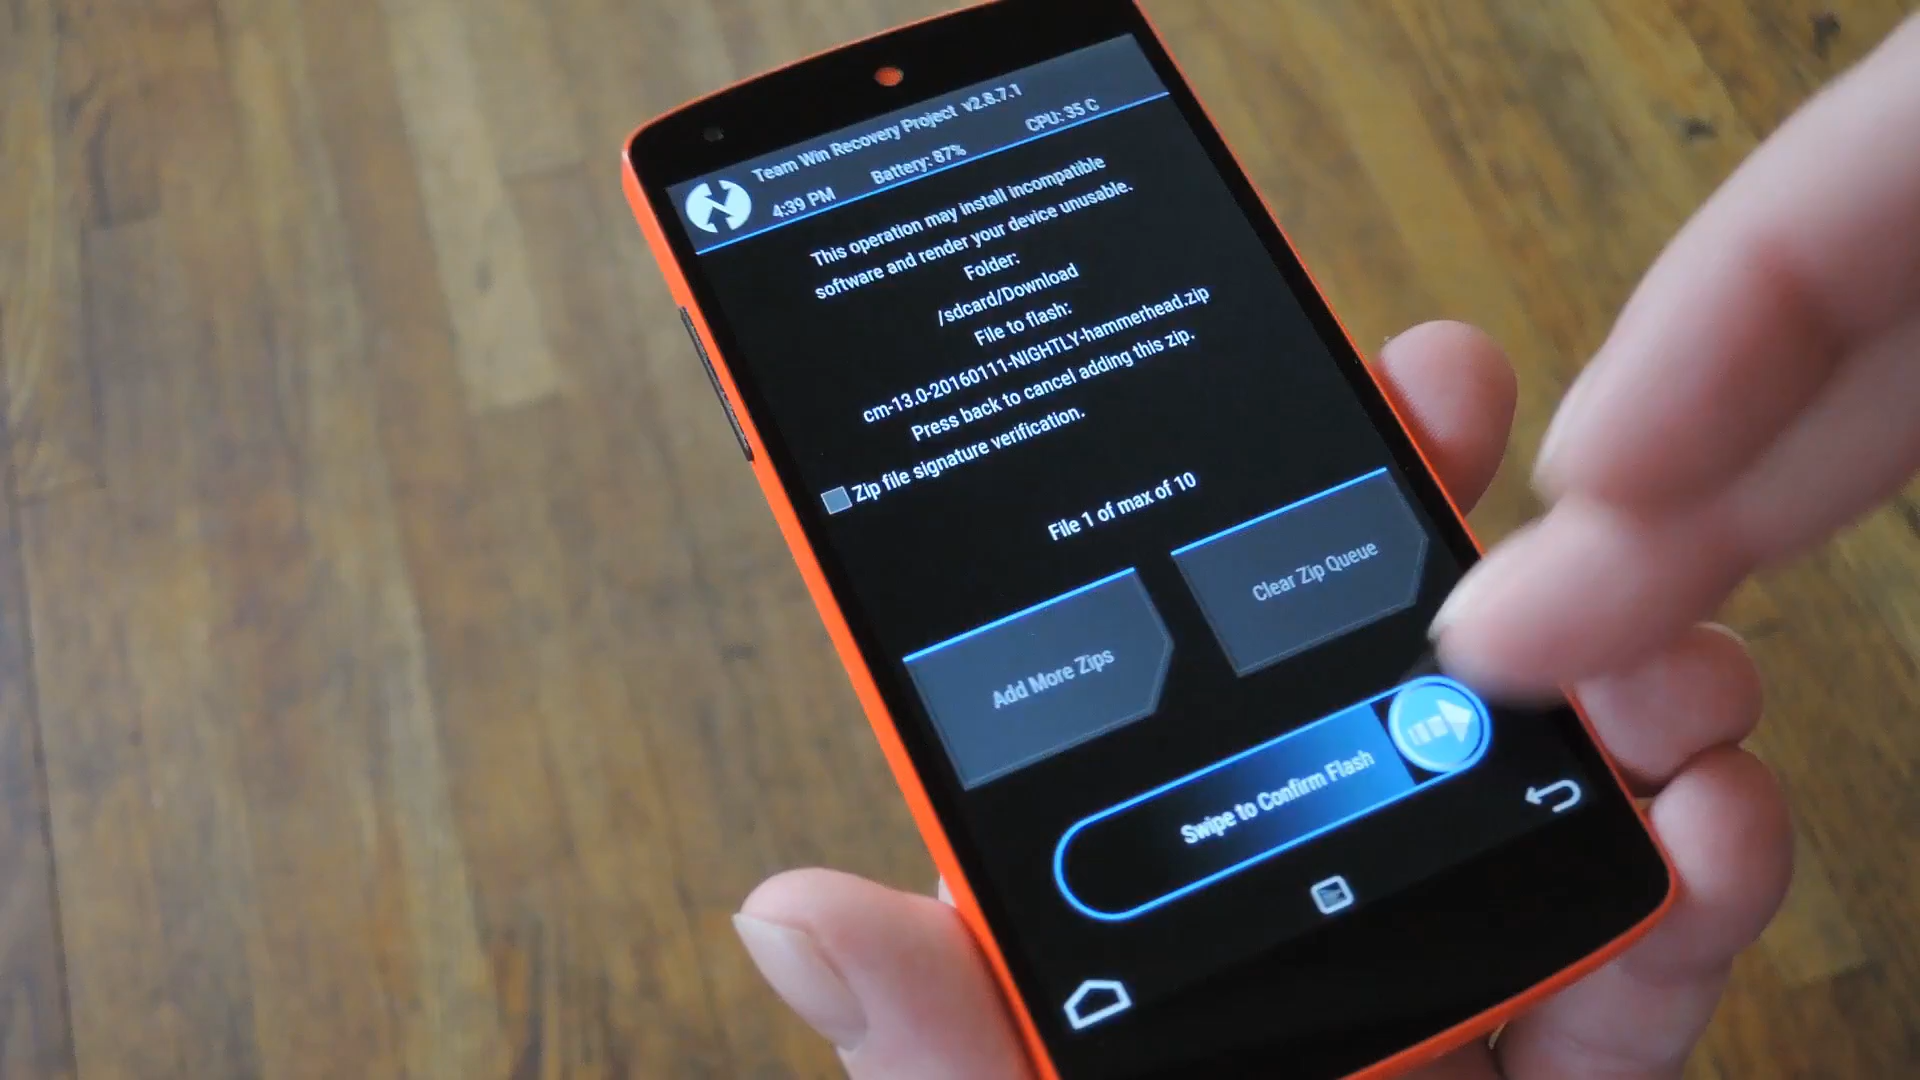 Team Win Recovery Project v2.8.7.1
4:39 PM Battery: 87% CPU: 35 C
This operation may install incompatible
software and render your device unusable.
Folder:
/sdcard/Download
File to flash:
cm-13.0-20160111-NIGHTLY-hammerhead.zip
Press back to cancel adding this zip.
Zip file signature verification.
File 1 of max of 10
Add More Zips
Clear Zip Queue
Swipe to Confirm Flash